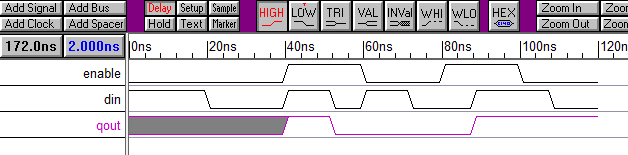 Add Signal Add Bus Delay Setup Sample HIGH LOW TRI VAL INVal WHI WLO HEX Zoom In Zoom
Add Clock Add Spacer Hold Text Marker Zoom Out Zoom
172.0ns 2.000ns 0ns 20ns 40ns 60ns 80ns 100ns 120n
enable
din
qout